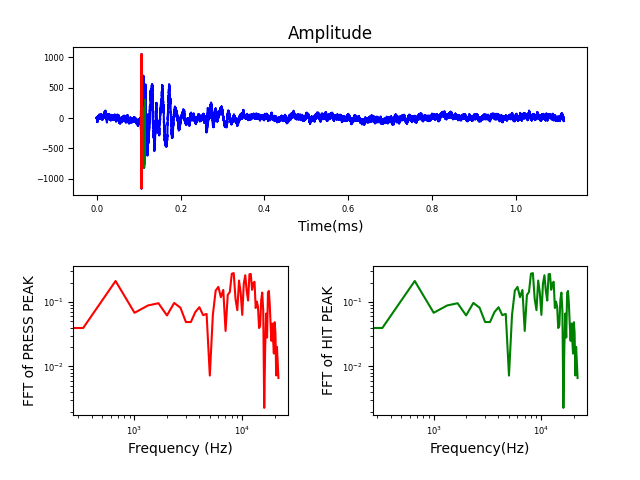 Amplitude
1000
500
0
−500
−1000
0.0 0.2 0.4 0.6 0.8 1.0
Time(ms)
FFT of PRESS PEAK
10⁻¹
10⁻²
10³ 10⁴
Frequency (Hz)
FFT of HIT PEAK
10⁻¹
10⁻²
10³ 10⁴
Frequency(Hz)